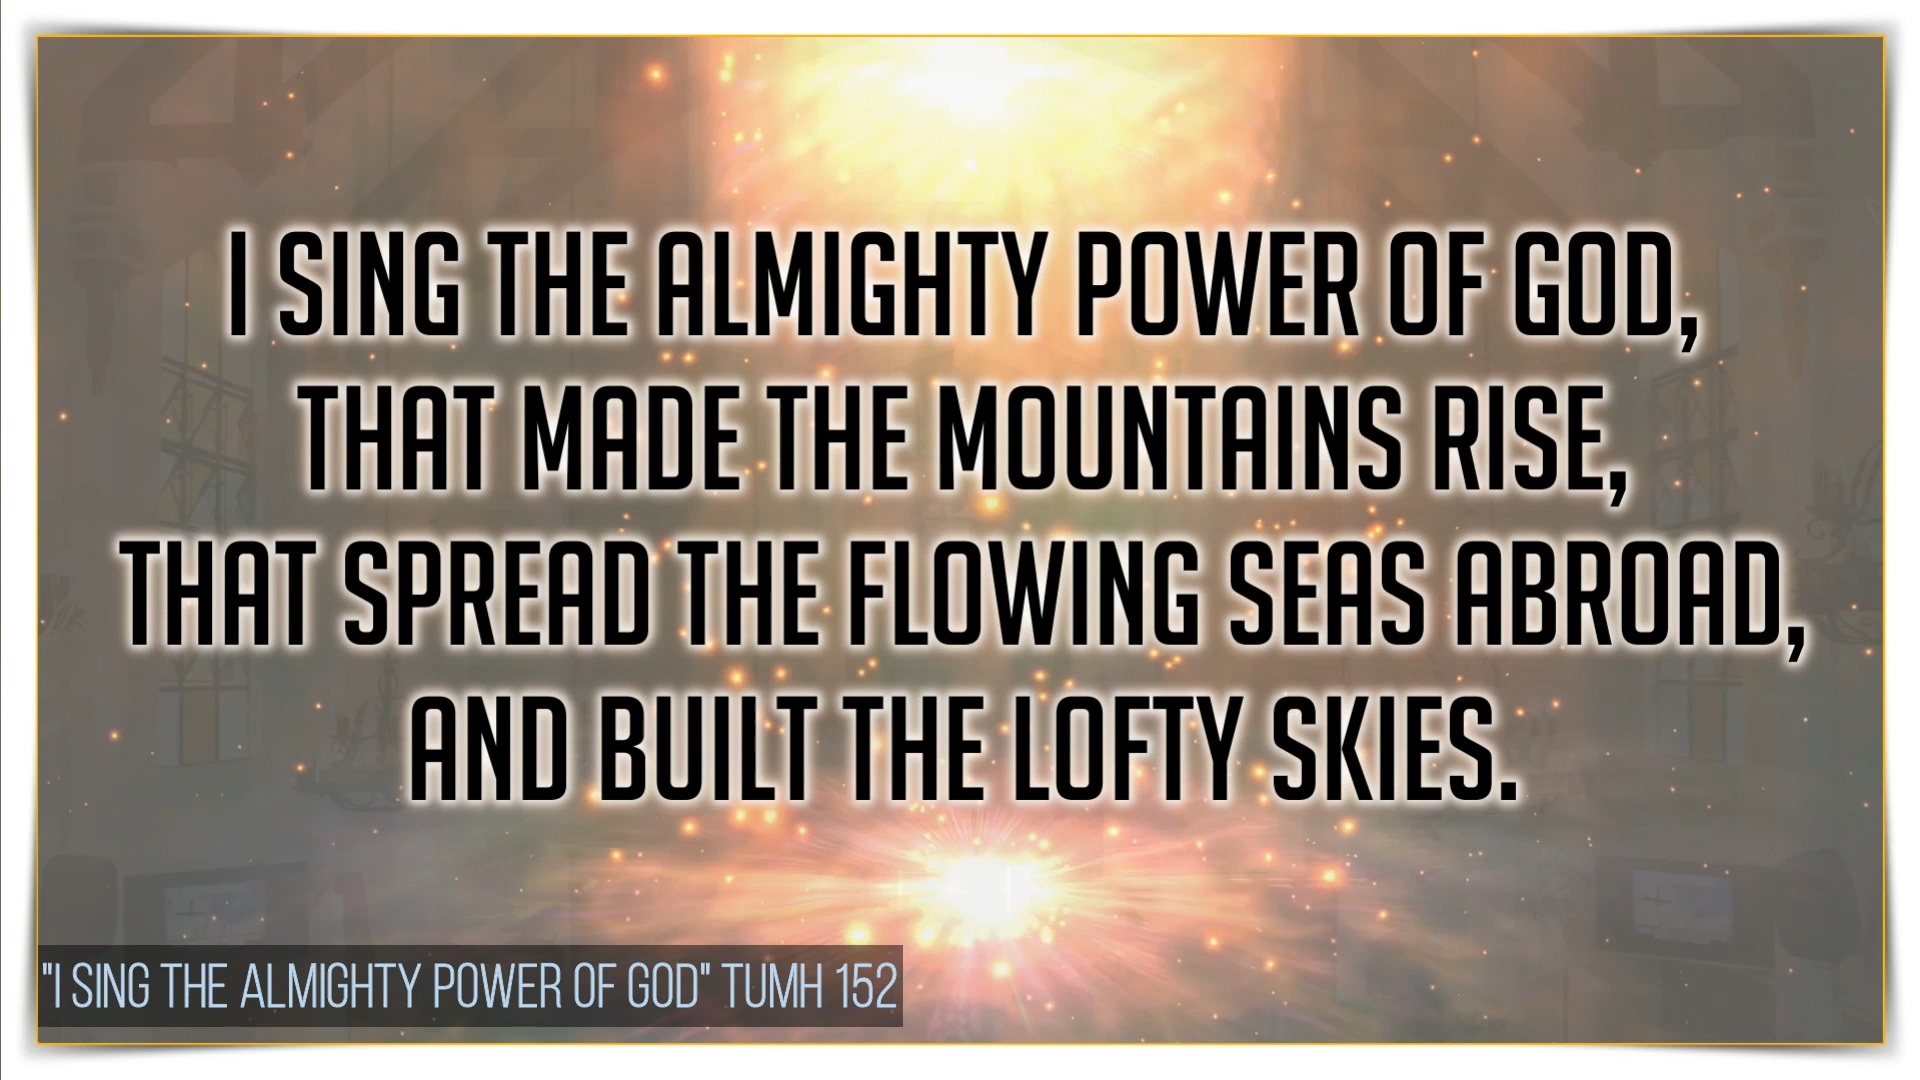 I SING THE ALMIGHTY POWER OF GOD,
THAT MADE THE MOUNTAINS RISE,
THAT SPREAD THE FLOWING SEAS ABROAD,
AND BUILT THE LOFTY SKIES.
"I SING THE ALMIGHTY POWER OF GOD" TUMH 152